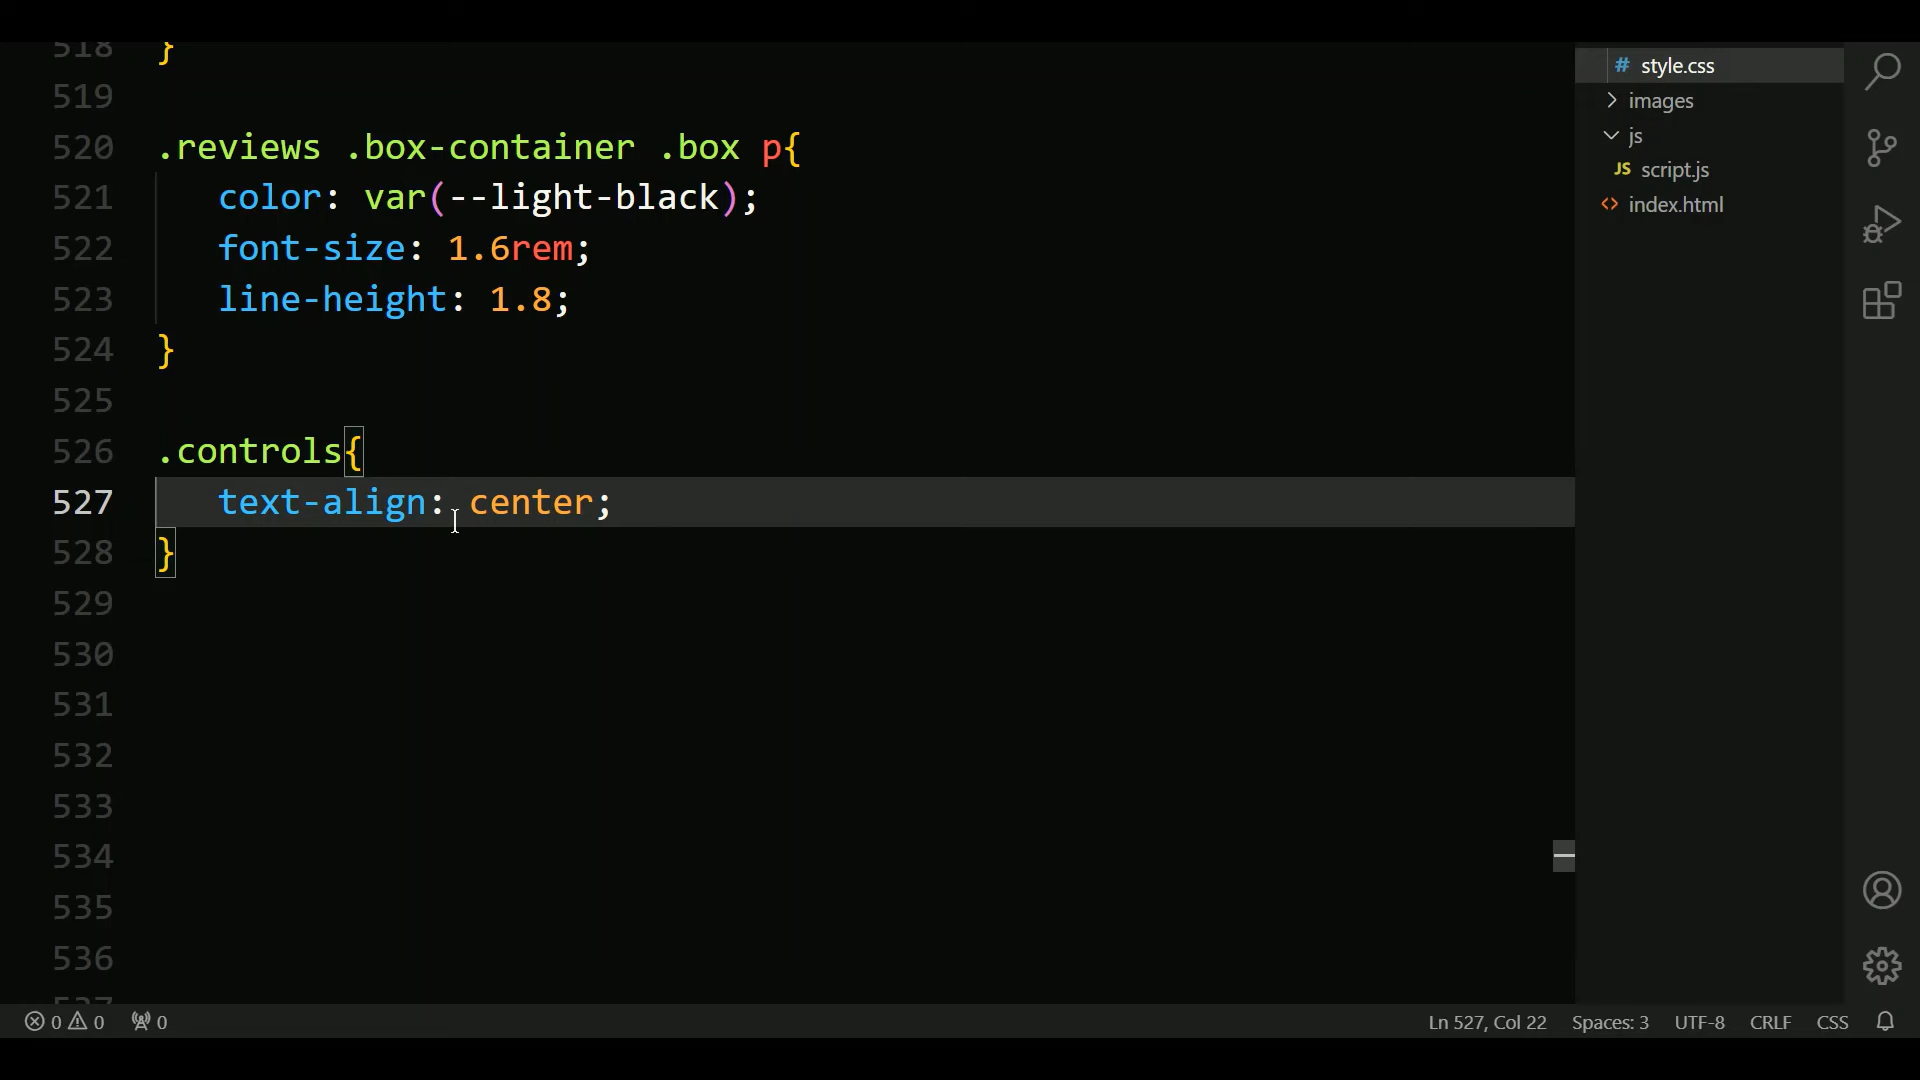 518 }
519
520 .reviews .box-container .box p{
521 color: var(--light-black);
522 font-size: 1.6rem;
523 line-height: 1.8;
524 }
525
526 .controls{
527 text-align: center;
528 }
529
530
531
532
533
534
535
536
537
# style.css
images
js
JS script.js
<> index.html
0 0 0
Ln 527, Col 22 Spaces: 3 UTF-8 CRLF CSS